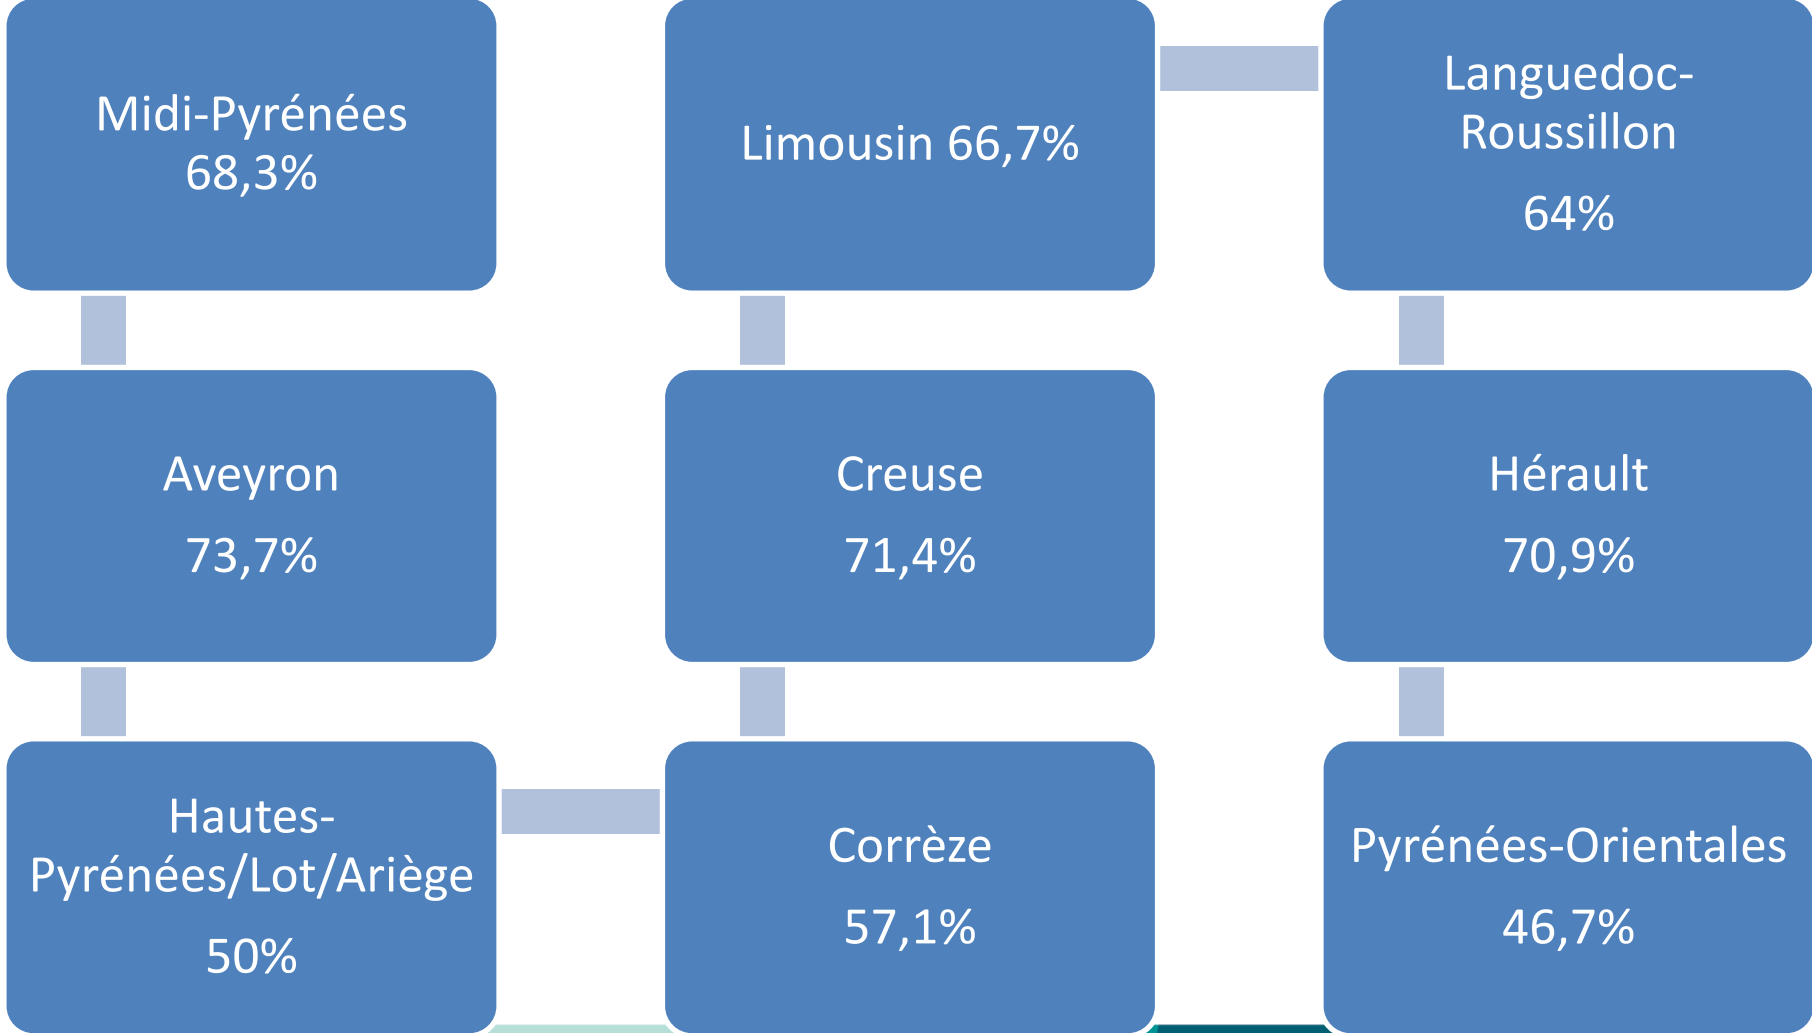 Midi-Pyrénées
68,3%
Aveyron
73,7%
Hautes-
Pyrénées/Lot/Ariège
50%
Corrèze
57,1%
Creuse
71,4%
Limousin 66,7%
Languedoc-
Roussillon
64%
Hérault
70,9%
Pyrénées-Orientales
46,7%